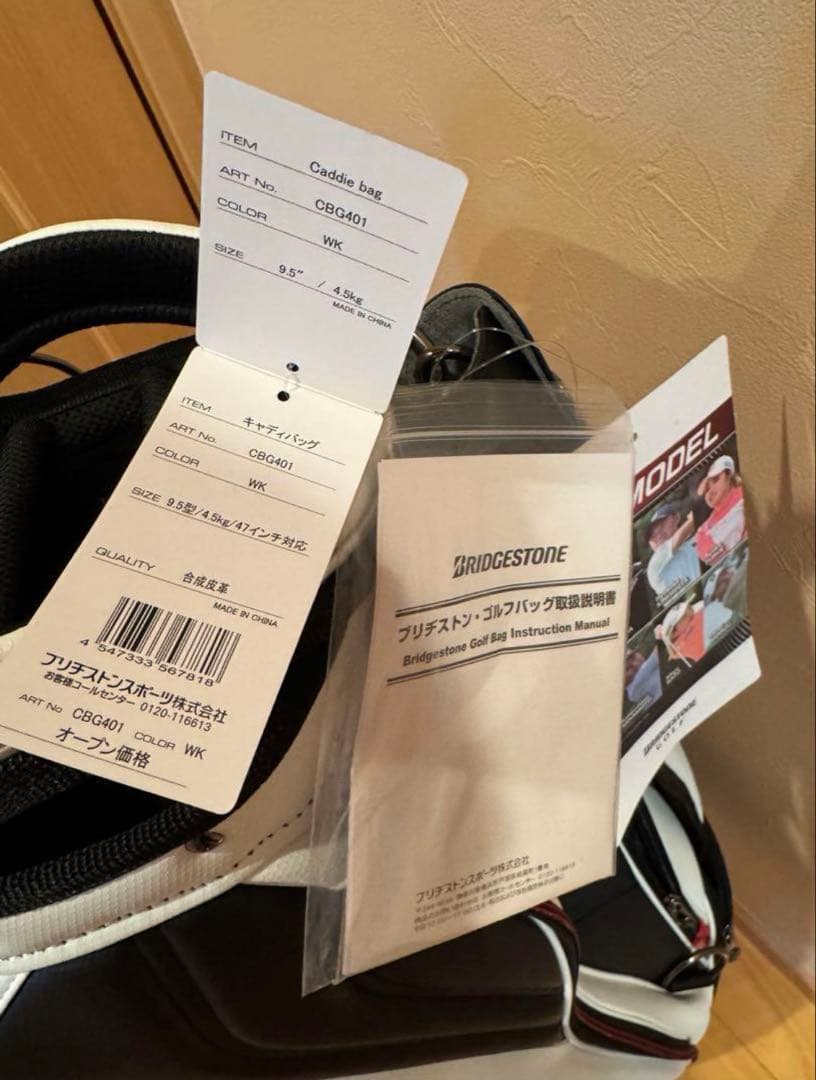 ITEM Caddie bag
ART No. CBG401
COLOR WK
SIZE 9.5" / 4.5kg
MADE IN CHINA
ITEM キャディバッグ
ART No. CBG401
COLOR WK
SIZE 9.5型/4.5kg/47インチ対応
QUALITY 合成皮革
MADE IN CHINA
4 547333 567818
ブリヂストンスポーツ株式会社
お客様コールセンター 0120-116613
ART No CBG401 COLOR WK
オープン価格
BRIDGESTONE
ブリヂストン・ゴルフバッグ取扱説明書
Bridgestone Golf Bag Instruction Manual
ブリヂストンスポーツ株式会社
MODEL
BRIDGESTONE
GOLF